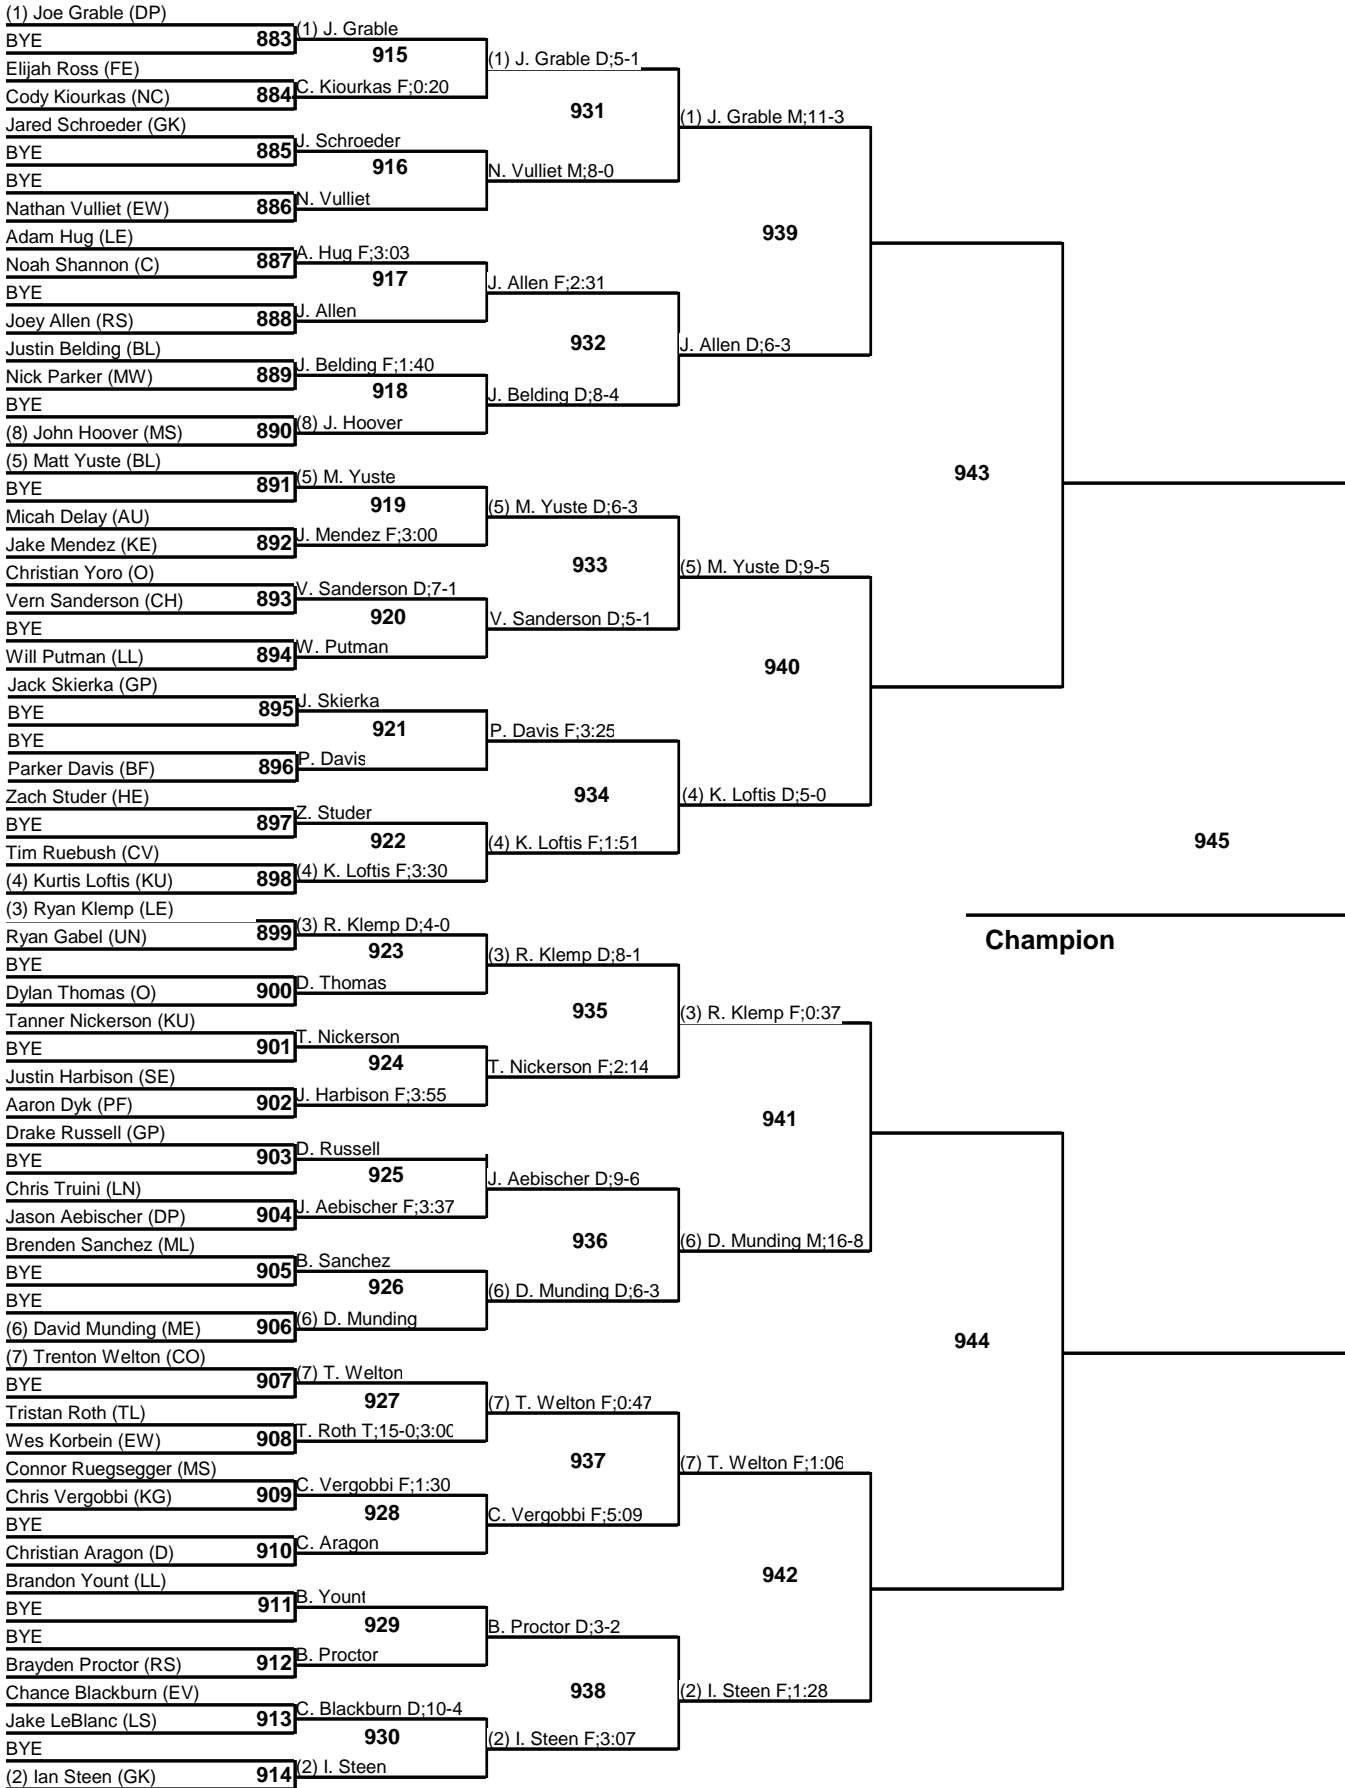 (1) Joe Grable (DP)
BYE
883
(1) J. Grable
915
(1) J. Grable D;5-1
Elijah Ross (FE)
Cody Kiourkas (NC)
884
C. Kiourkas F;0:20
931
(1) J. Grable M;11-3
Jared Schroeder (GK)
BYE
885
J. Schroeder
916
N. Vulliet M;8-0
BYE
Nathan Vulliet (EW)
886
N. Vulliet
939
Adam Hug (LE)
Noah Shannon (C)
887
A. Hug F;3:03
917
J. Allen F;2:31
BYE
Joey Allen (RS)
888
J. Allen
932
J. Allen D;6-3
Justin Belding (BL)
Nick Parker (MW)
889
J. Belding F;1:40
918
J. Belding D;8-4
BYE
(8) John Hoover (MS)
890
(8) J. Hoover
943
(5) Matt Yuste (BL)
BYE
891
(5) M. Yuste
919
(5) M. Yuste D;6-3
Micah Delay (AU)
Jake Mendez (KE)
892
J. Mendez F;3:00
933
(5) M. Yuste D;9-5
Christian Yoro (O)
Vern Sanderson (CH)
893
V. Sanderson D;7-1
920
V. Sanderson D;5-1
BYE
Will Putman (LL)
894
W. Putman
940
Jack Skierka (GP)
BYE
895
J. Skierka
921
P. Davis F;3:25
BYE
Parker Davis (BF)
896
P. Davis
934
(4) K. Loftis D;5-0
Zach Studer (HE)
BYE
897
Z. Studer
922
(4) K. Loftis F;1:51
Tim Ruebush (CV)
(4) Kurtis Loftis (KU)
898
(4) K. Loftis F;3:30
945
Champion
(3) Ryan Klemp (LE)
Ryan Gabel (UN)
899
(3) R. Klemp D;4-0
923
(3) R. Klemp D;8-1
BYE
Dylan Thomas (O)
900
D. Thomas
935
(3) R. Klemp F;0:37
Tanner Nickerson (KU)
BYE
901
T. Nickerson
924
T. Nickerson F;2:14
Justin Harbison (SE)
Aaron Dyk (PF)
902
J. Harbison F;3:55
941
Drake Russell (GP)
BYE
903
D. Russell
925
J. Aebischer D;9-6
Chris Truini (LN)
Jason Aebischer (DP)
904
J. Aebischer F;3:37
936
(6) D. Munding M;16-8
Brenden Sanchez (ML)
BYE
905
B. Sanchez
926
(6) D. Munding D;6-3
BYE
(6) David Munding (ME)
906
(6) D. Munding
944
(7) Trenton Welton (CO)
BYE
907
(7) T. Welton
927
(7) T. Welton F;0:47
Tristan Roth (TL)
Wes Korbein (EW)
908
T. Roth T;15-0;3:00
937
(7) T. Welton F;1:06
Connor Ruegsegger (MS)
Chris Vergobbi (KG)
909
C. Vergobbi F;1:30
928
C. Vergobbi F;5:09
BYE
Christian Aragon (D)
910
C. Aragon
942
Brandon Yount (LL)
BYE
911
B. Yount
929
B. Proctor D;3-2
BYE
Brayden Proctor (RS)
912
B. Proctor
938
(2) I. Steen F;1:28
Chance Blackburn (EV)
Jake LeBlanc (LS)
913
C. Blackburn D;10-4
930
(2) I. Steen F;3:07
BYE
(2) Ian Steen (GK)
914
(2) I. Steen